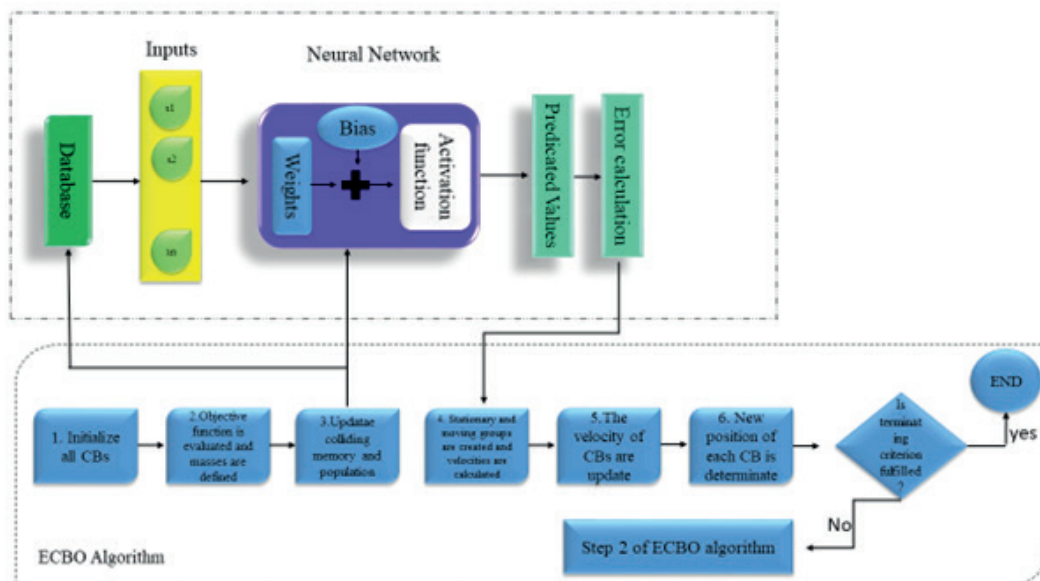 Inputs
Neural Network
Database
x1
x2
Weights
Bias
Activation
function
Predicated Values
Error calculation
1. Initialize
all CBs
2.Objective
function is
evaluated and
masses are
defined
3.Updatae
colliding
memory and
population
4. Stationary and
moving groups
are created and
velocities are
calculated
5.The
velocity of
CBs are
update
6. New
position of
each CB is
determinate
Is
terminat
ing
criterion
fulfilled
?
END
yes
No
Step 2 of ECBO algorithm
ECBO Algorithm